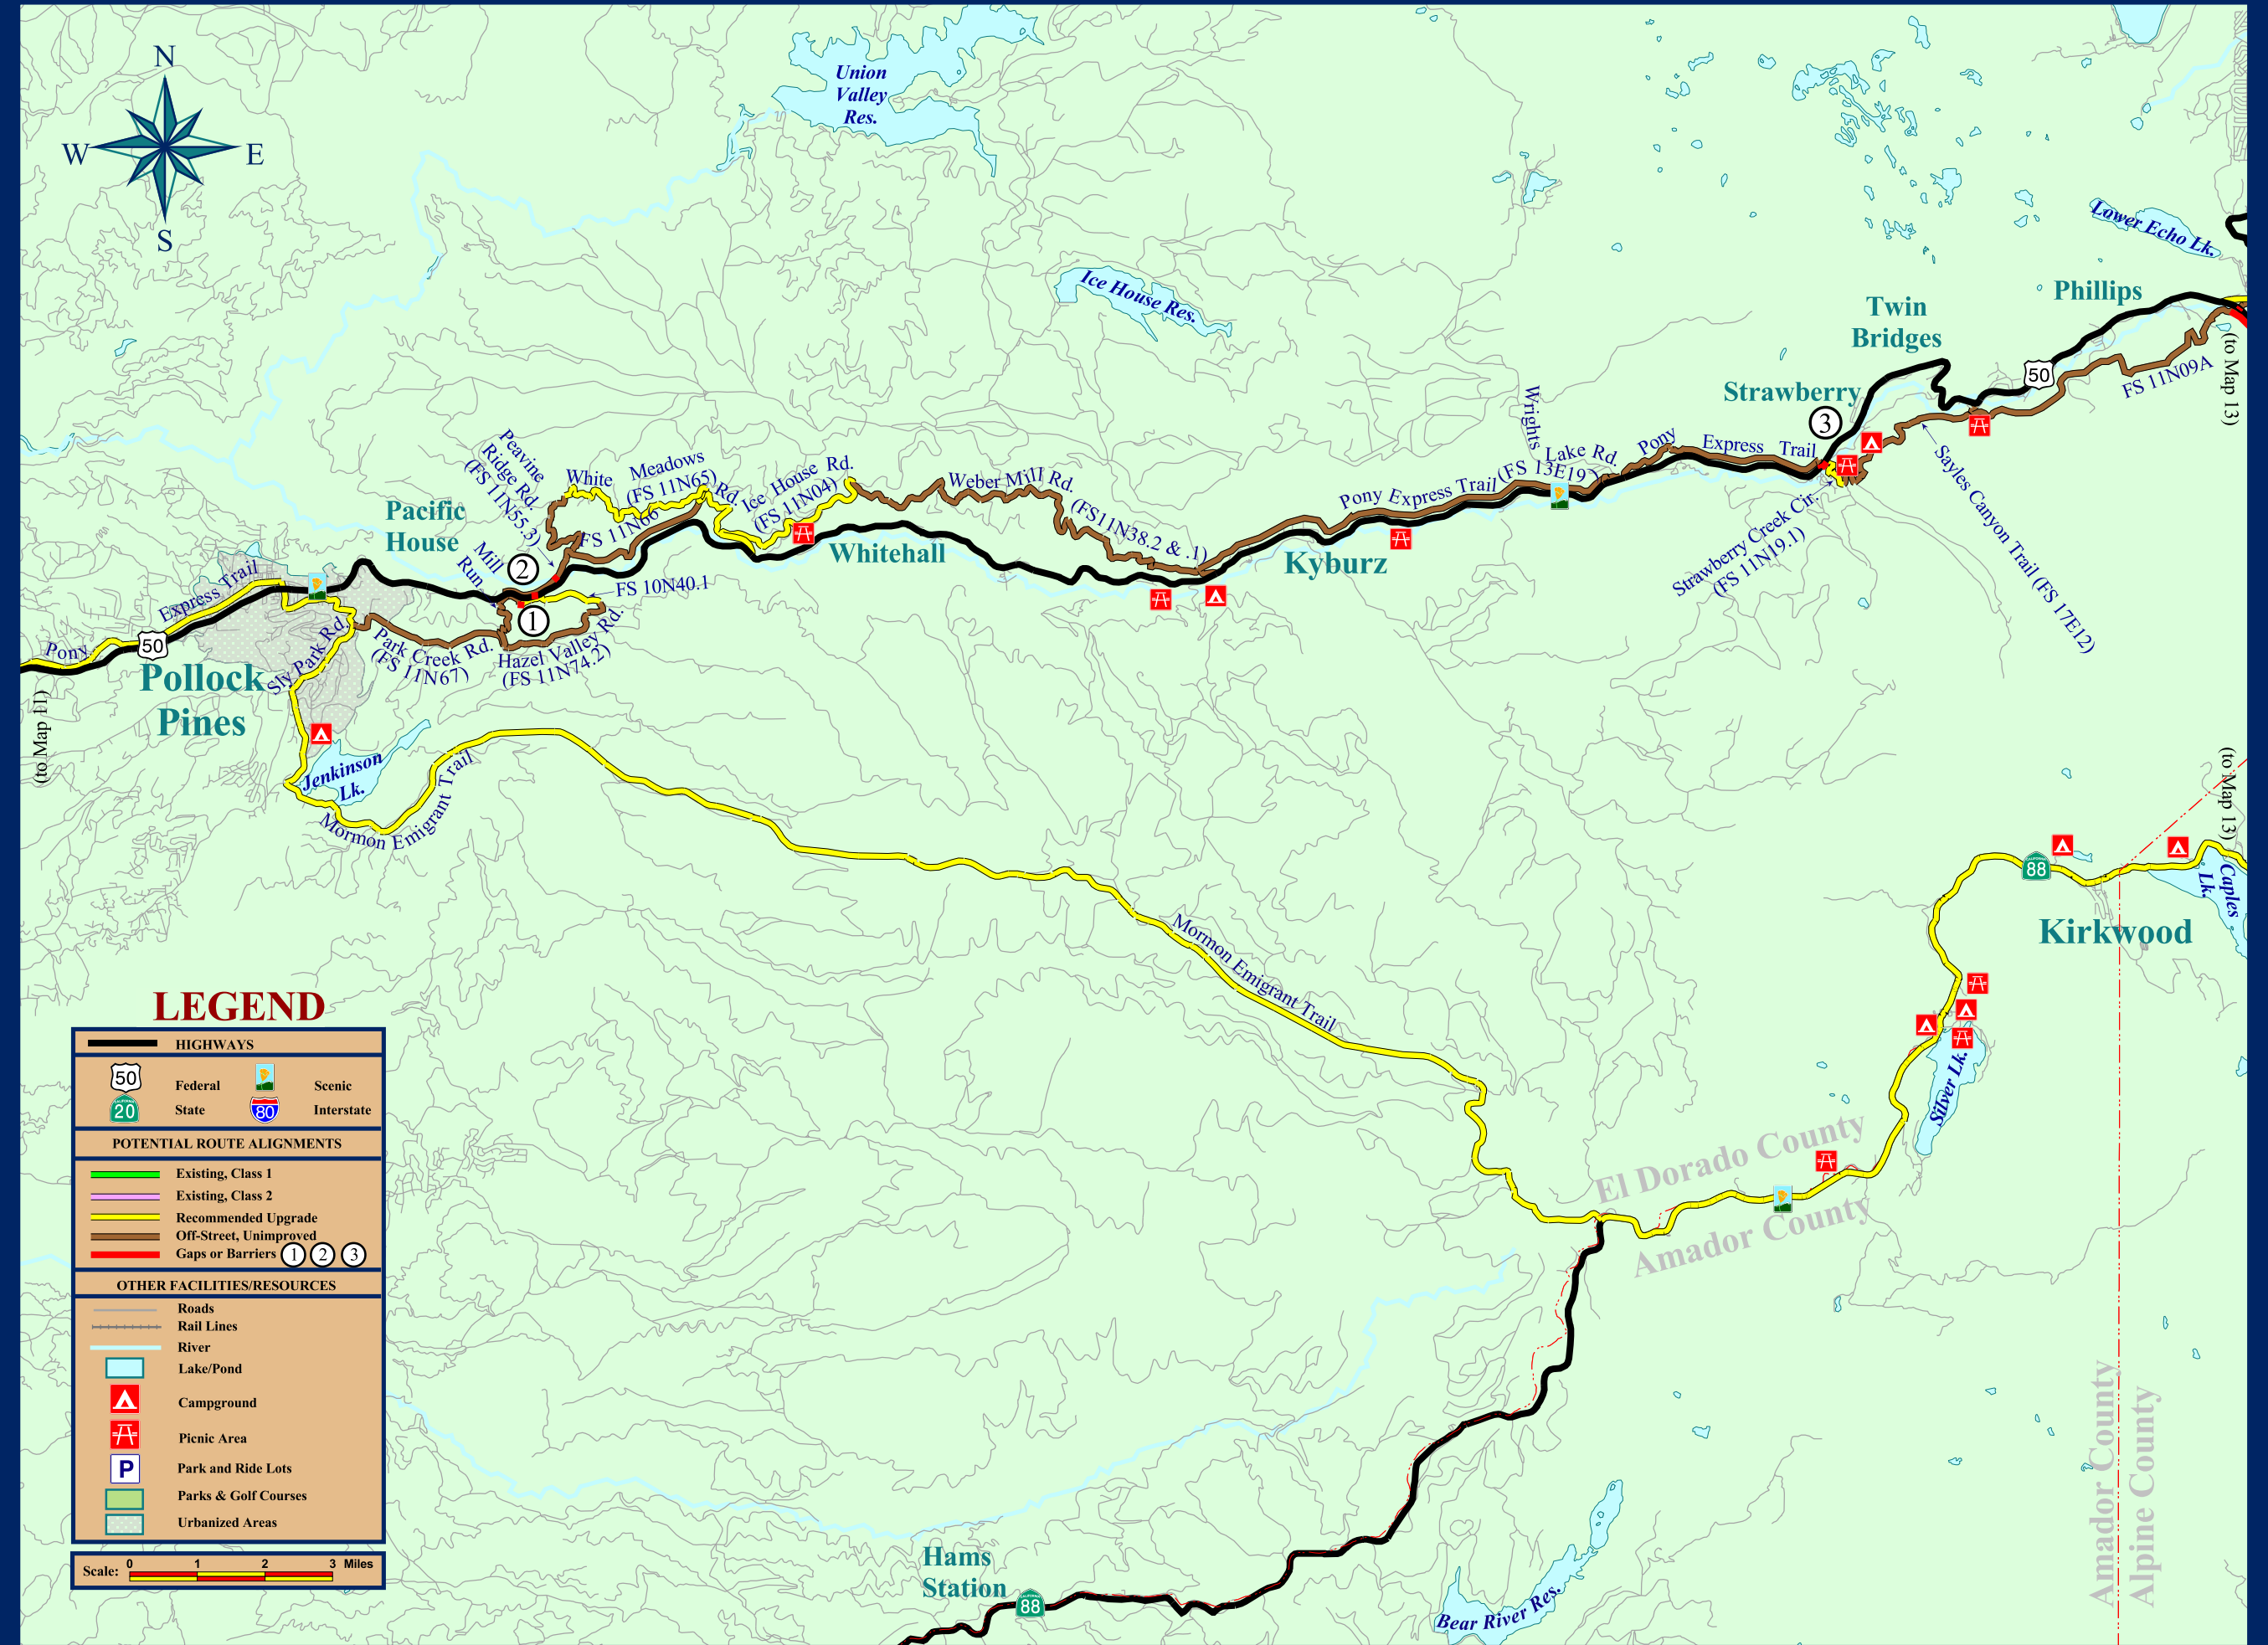 N
W
E
S
Union
Valley
Res.
Ice House Res.
Lower Echo Lk.
Phillips
Twin
Bridges
50
(to Map 13)
FS 11N09A
Strawberry
3
Wrights
Lake Rd.
(FS 13E19)
Pony Express Trail
Pony Express Trail
Strawberry Creek Cir.
(FS 11N19.1)
Sayles Canyon Trail (FS 17E12)
Peavine
Ridge Rd.
(FS 11N55.3)
White Meadows Rd.
(FS 11N65)
Ice House Rd.
(FS 11N04)
Weber Mill Rd.
(FS11N38.2 & .1)
FS 11N66
Pacific
House
Mill
Run
2
1
Whitehall
Kyburz
FS 10N40.1
Pony Express Trail
50
Sly Park Rd.
Park Creek Rd.
(FS 11N67)
Hazel Valley Rd.
(FS 11N74.2)
Pollock
Pines
(to Map 11)
Jenkinson
Lk.
Mormon Emigrant Trail
Mormon Emigrant Trail
(to Map 13)
88
Caples
Lk.
Kirkwood
Silver Lk.
El Dorado County
Amador County
Amador County
Alpine County
Hams
Station
88
Bear River Res.
LEGEND
HIGHWAYS
50 Federal Scenic
20 State 80 Interstate
POTENTIAL ROUTE ALIGNMENTS
Existing, Class 1
Existing, Class 2
Recommended Upgrade
Off-Street, Unimproved
Gaps or Barriers 1 2 3
OTHER FACILITIES/RESOURCES
Roads
Rail Lines
River
Lake/Pond
Campground
Picnic Area
P Park and Ride Lots
Parks & Golf Courses
Urbanized Areas
Scale: 0 1 2 3 Miles